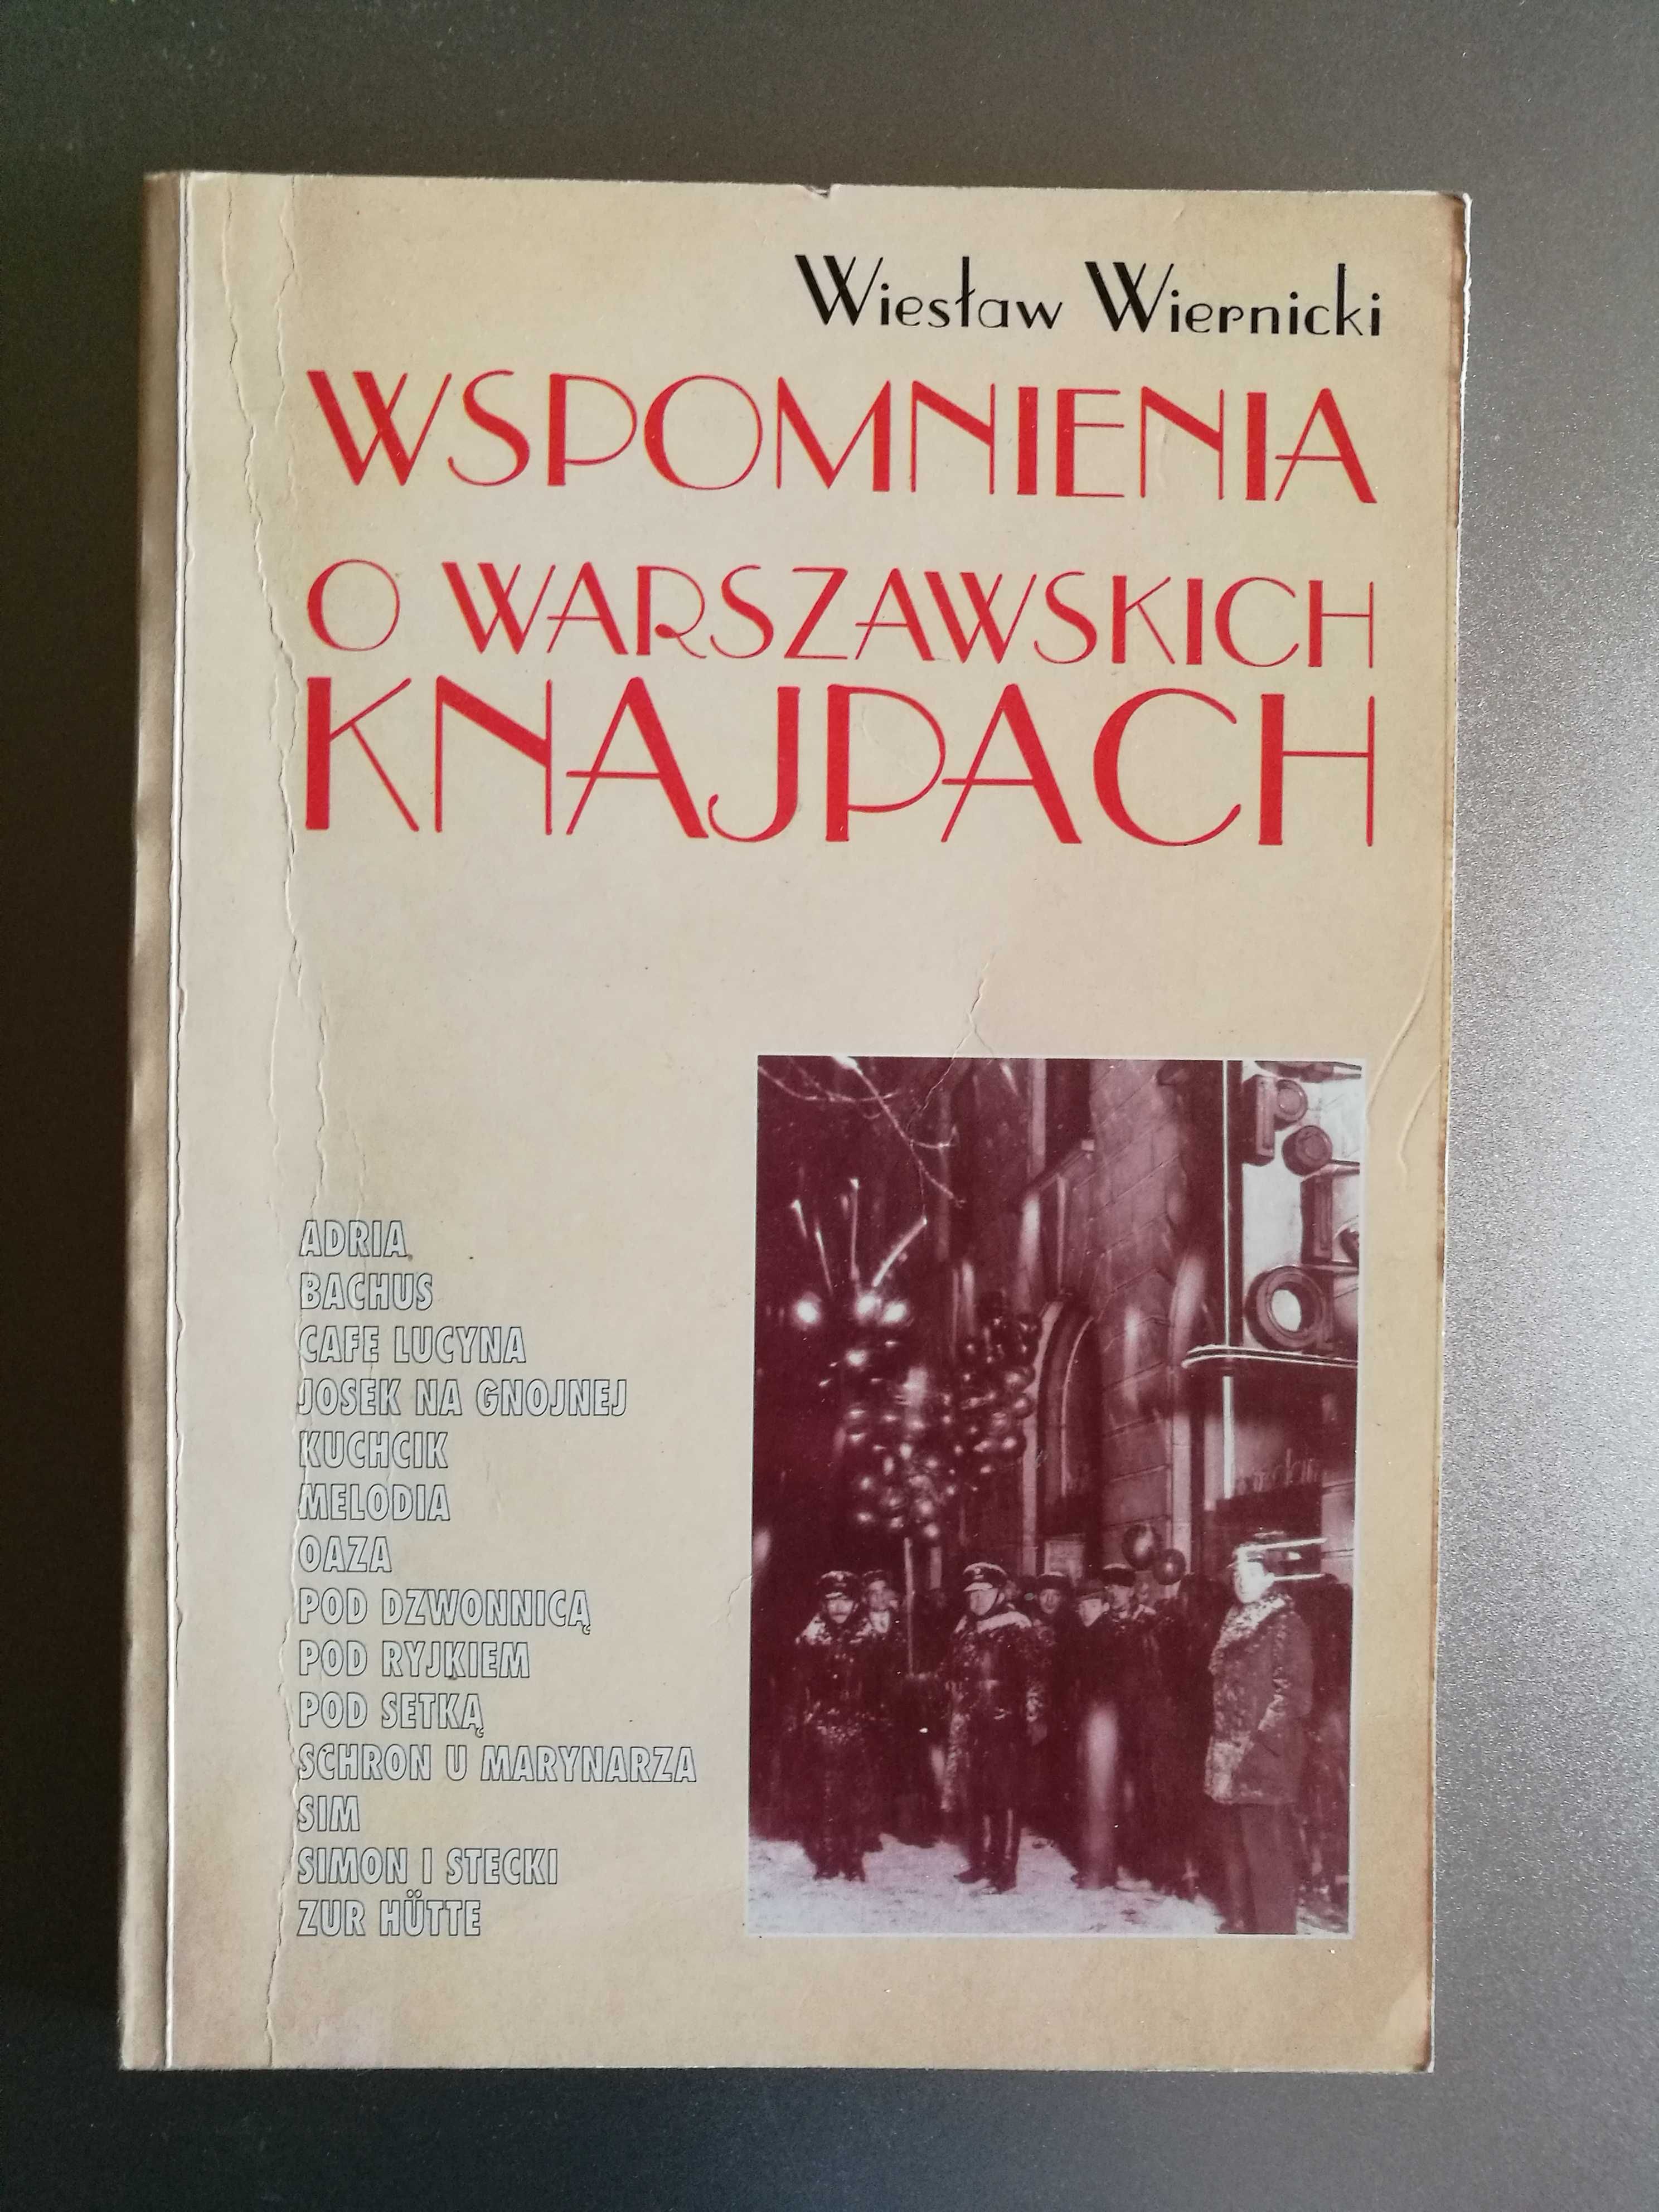 Wiesław Wiernicki
WSPOMNIENIA
O WARSZAWSKICH
KNAJPACH
ADRIA
BACHUS
CAFE LUCYNA
JOSEK NA GNOJNEJ
KUCHCIK
MELODIA
OAZA
POD DZWONNICĄ
POD RYJKIEM
POD SETKĄ
SCHRON U MARYNARZA
SIM
SIMON I STECKI
ZUR HÜTTE